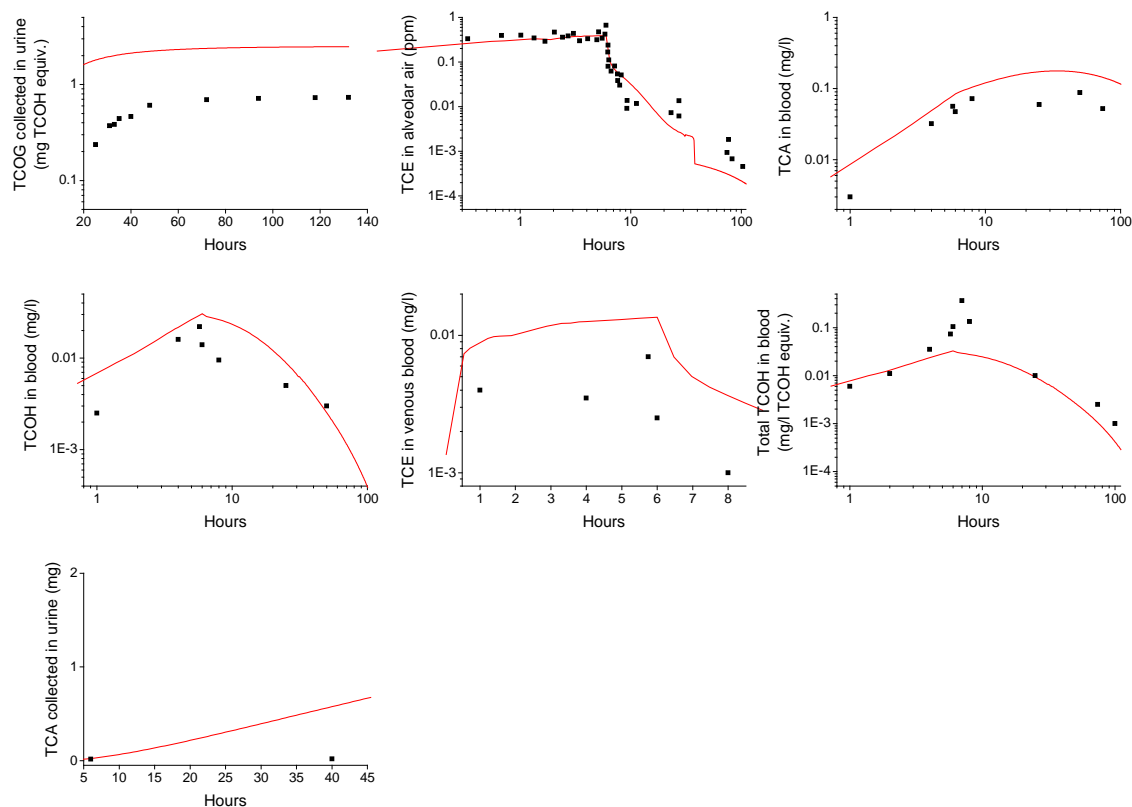 TCOG collected in urine
(mg TCOH equiv.)
1
0.1
20 40 60 80 100 120 140
Hours
TCE in alveolar air (ppm)
1
0.1
0.01
1E-3
1E-4
1 10 100
Hours
TCA in blood (mg/l)
1
0.1
0.01
1 10 100
Hours
TCOH in blood (mg/l)
0.01
1E-3
1 10 100
Hours
TCE in venous blood (mg/l)
0.01
1E-3
1 2 3 4 5 6 7 8
Hours
Total TCOH in blood
(mg/l TCOH equiv.)
0.1
0.01
1E-3
1E-4
1 10 100
Hours
TCA collected in urine (mg)
2
1
0
5 10 15 20 25 30 35 40 45
Hours